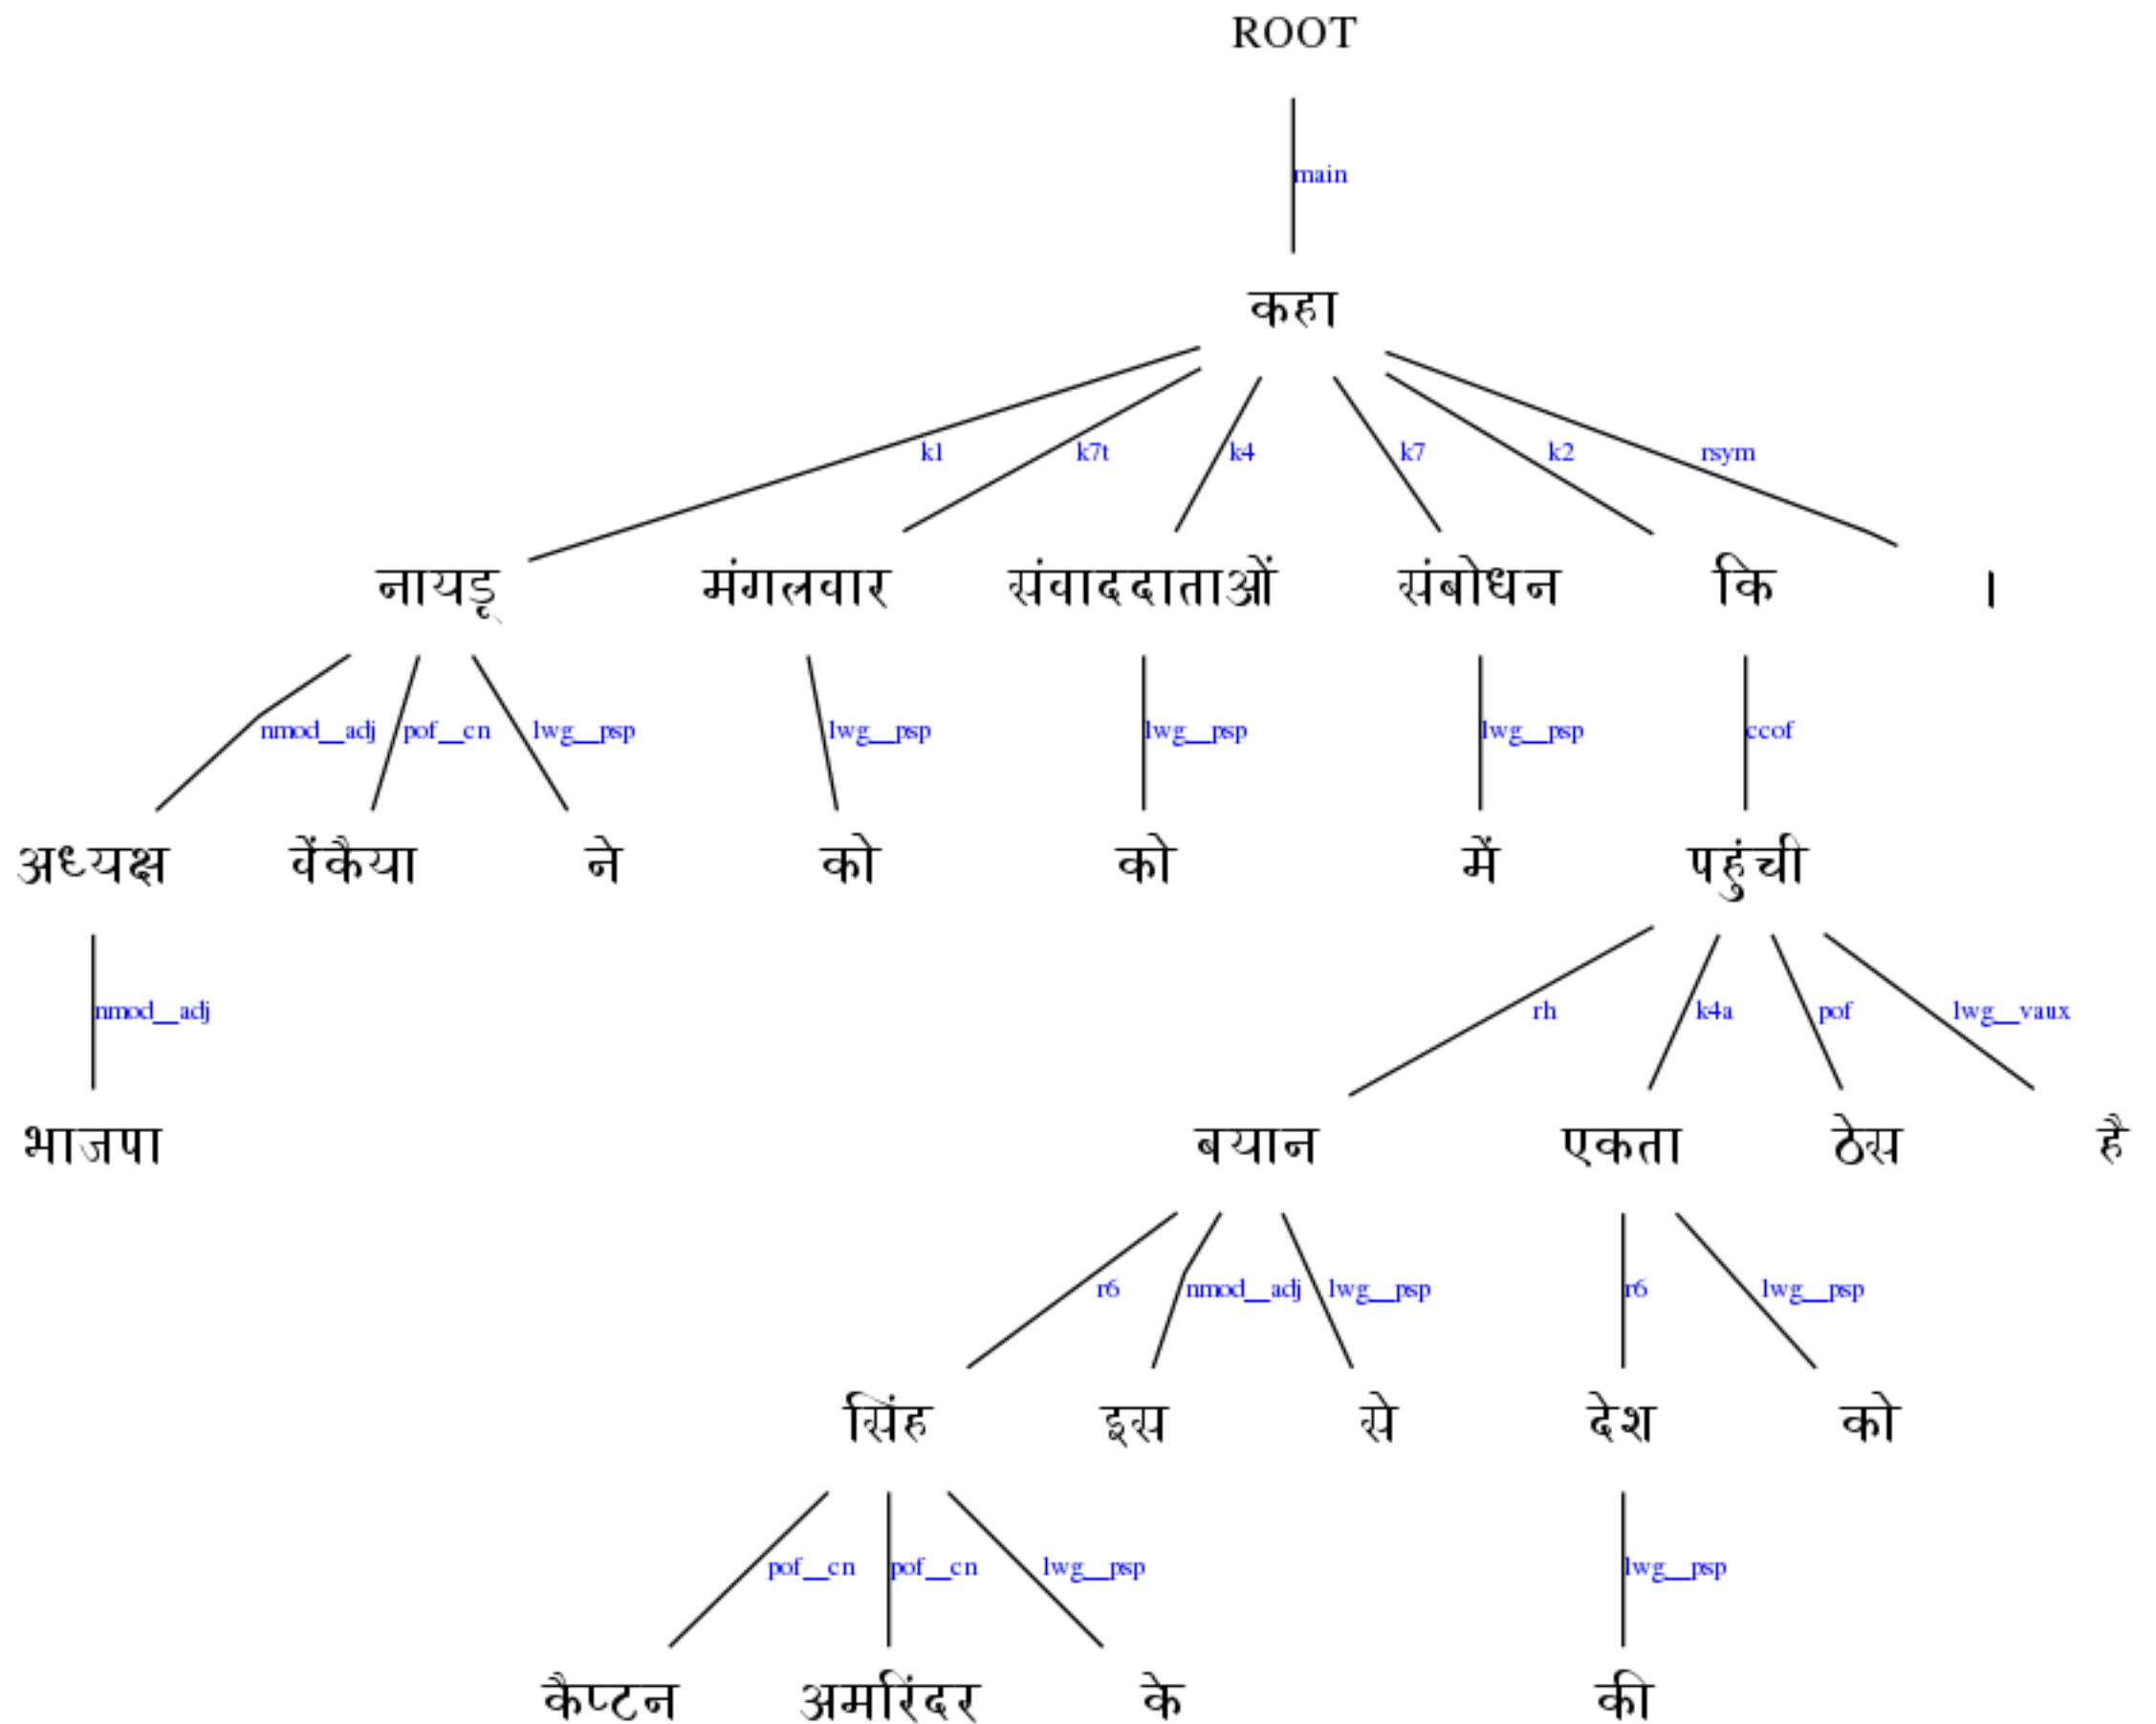 ROOT
main
कहा
k1 k7t k4 k7 k2 rsym
नायडू मंगलवार संवाददाताओं संबोधन कि ।
nmod__adj pof__cn lwg__psp lwg__psp lwg__psp lwg__psp ccof
अध्यक्ष वेंकैया ने को को में पहुंची
nmod__adj rh k4a pof lwg__vaux
भाजपा बयान एकता ठेस है
r6 nmod__adj lwg__psp r6 lwg__psp
सिंह इस से देश को
pof__cn pof__cn lwg__psp lwg__psp
कैप्टन अमरिंदर के की